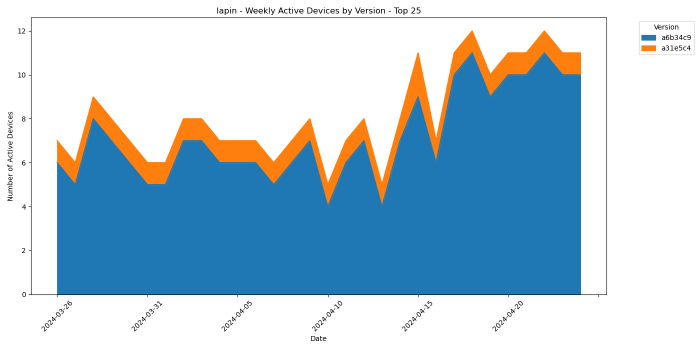 lapin - Weekly Active Devices by Version - Top 25
Version
a6b34c9
a31e5c4
Number of Active Devices
12
10
8
6
4
2
0
2024-03-26
2024-03-31
2024-04-05
2024-04-10
2024-04-15
2024-04-20
Date